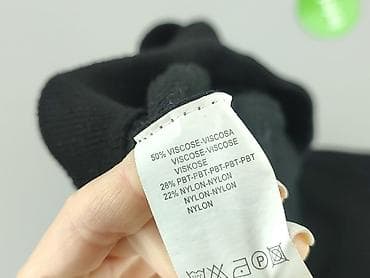 50% VISCOSE-VISCOSA
VISCOSE-VISCOSE
VISKOSE
28% PBT-PBT-PBT-PBT-PBT
22% NYLON-NYLON
NYLON-NYLON
NYLON